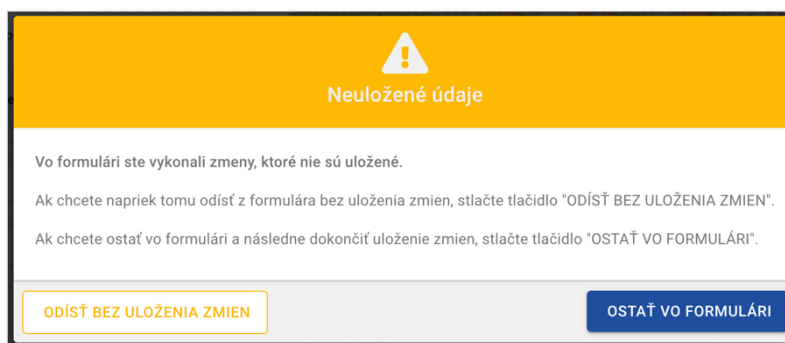 Neuložené údaje
Vo formulári ste vykonali zmeny, ktoré nie sú uložené.
Ak chcete napriek tomu odísť z formulára bez uloženia zmien, stlačte tlačidlo "ODÍSŤ BEZ ULOŽENIA ZMIEN".
Ak chcete ostať vo formulári a následne dokončiť uloženie zmien, stlačte tlačidlo "OSTAŤ VO FORMULÁRI".
ODÍSŤ BEZ ULOŽENIA ZMIEN
OSTAŤ VO FORMULÁRI